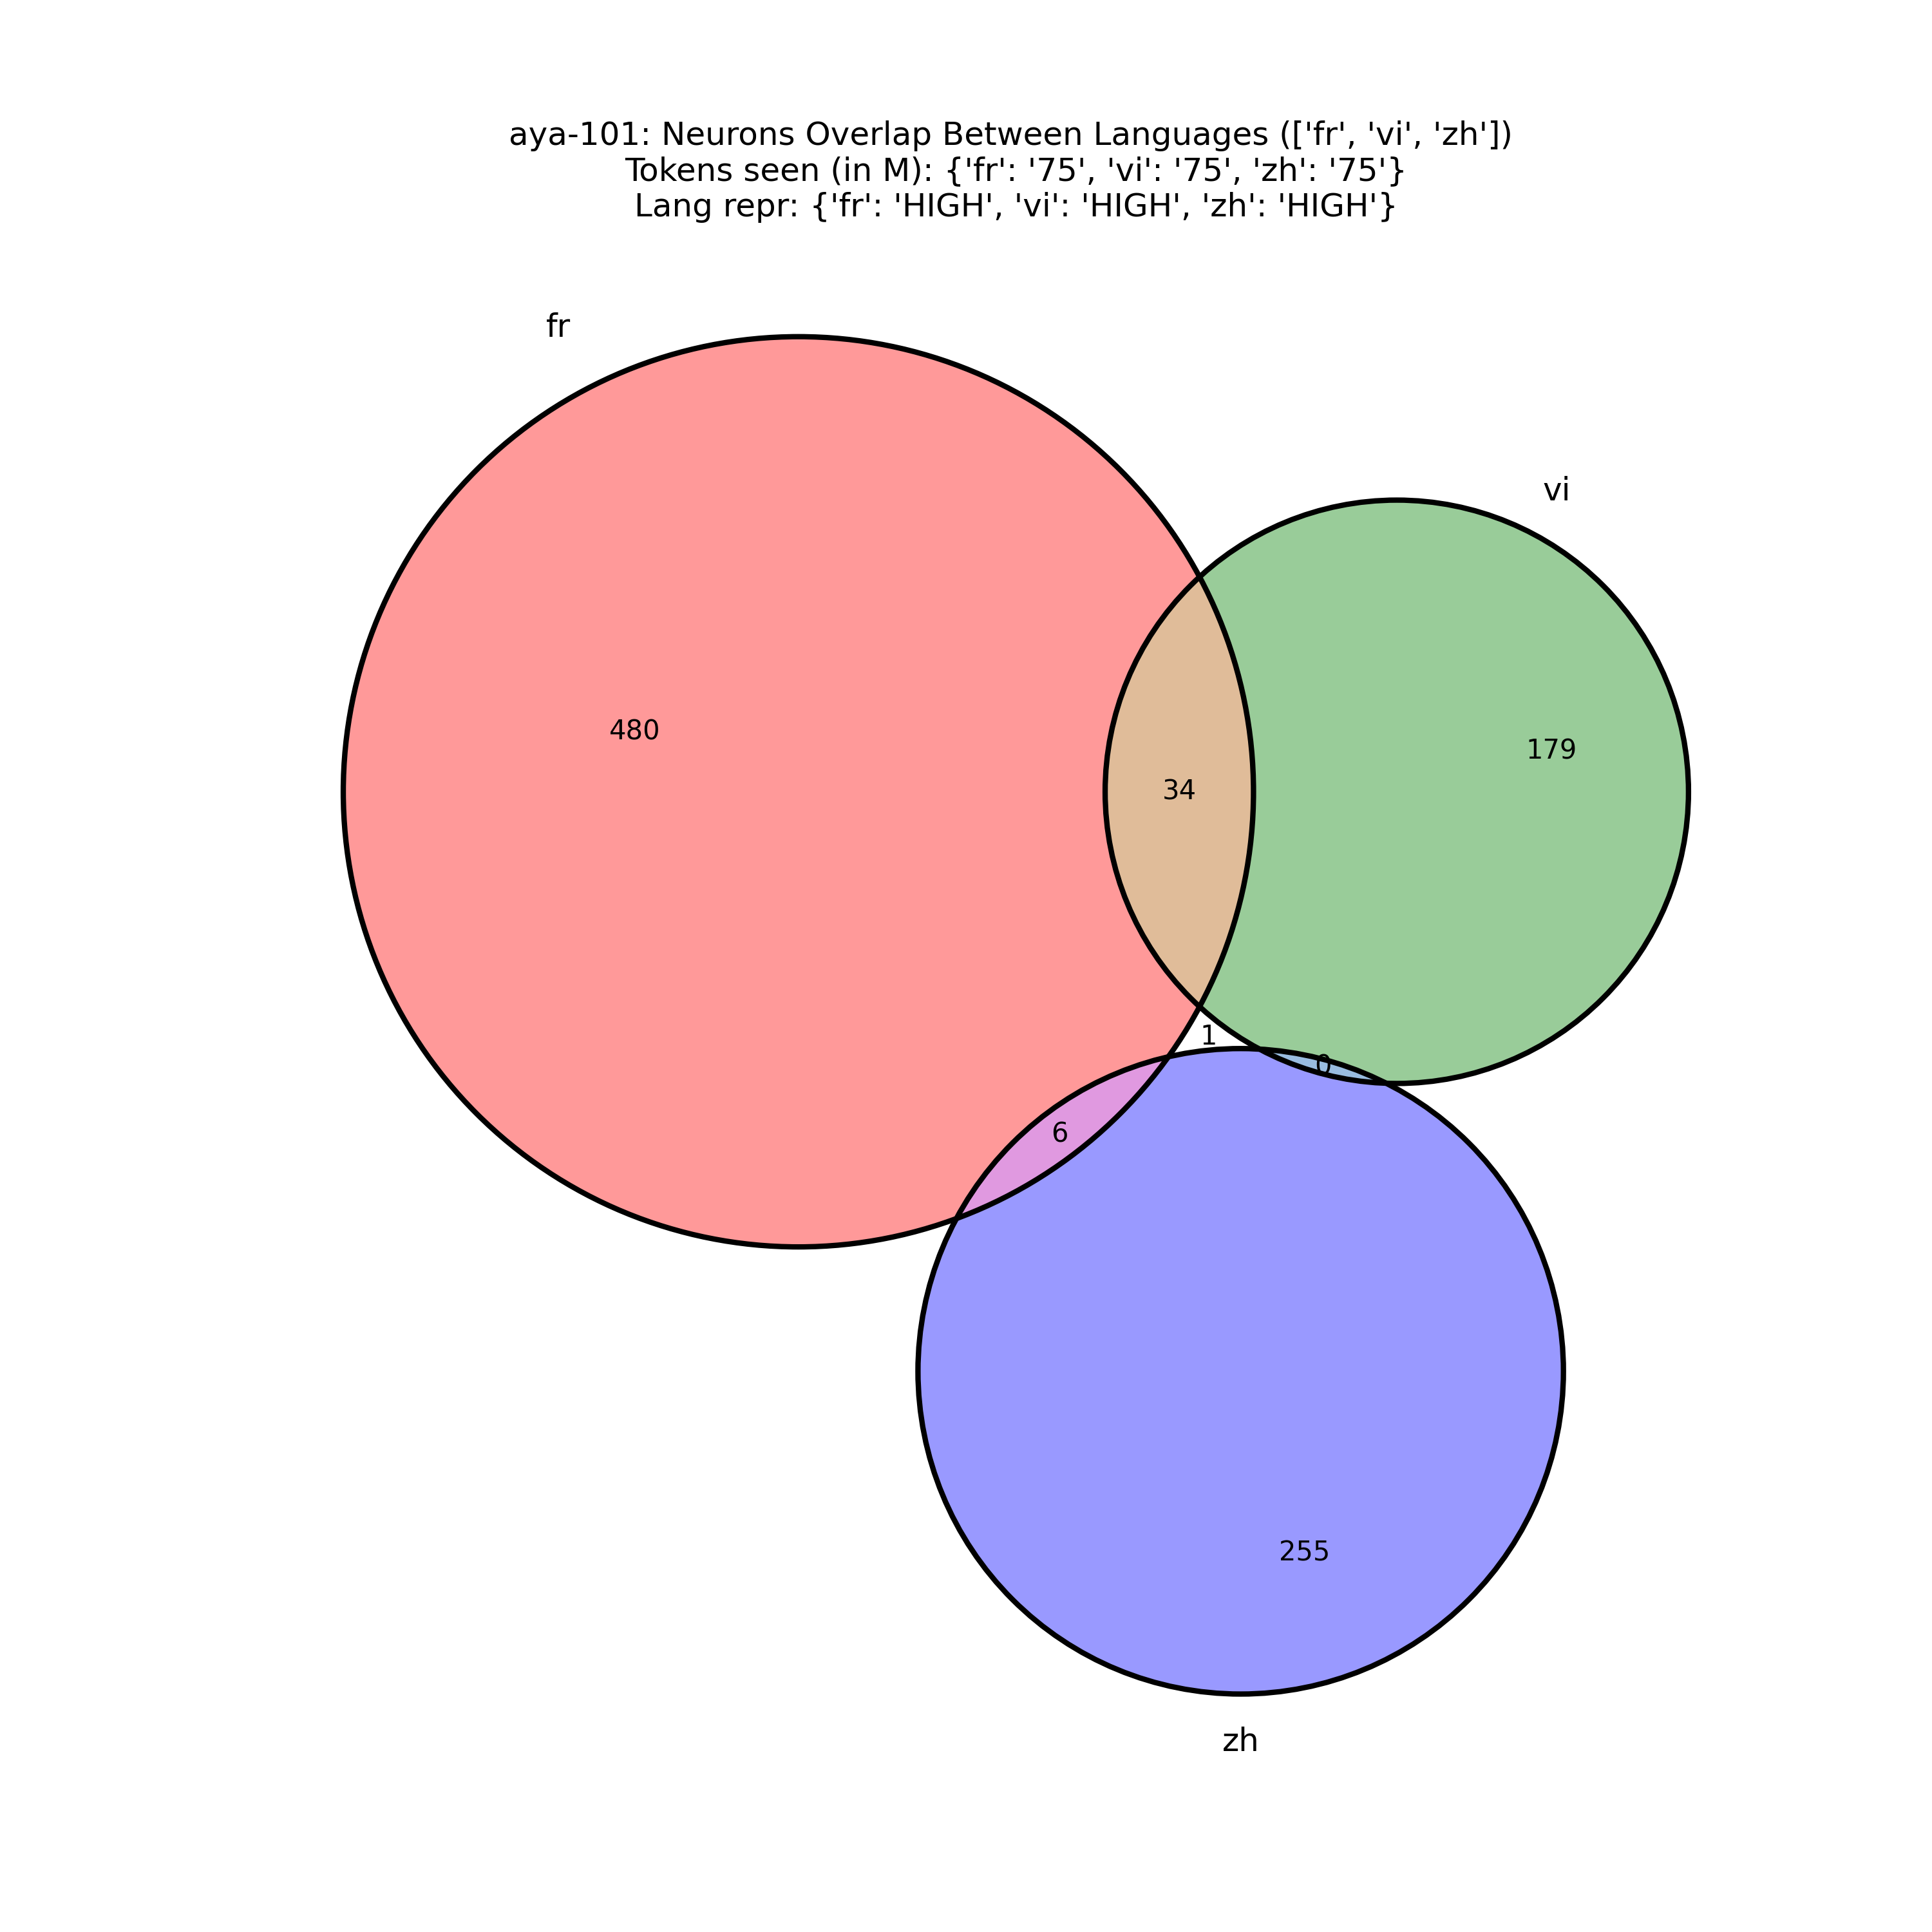 aya-101: Neurons Overlap Between Languages (['fr', 'vi', 'zh'])
Tokens seen (in M): {'fr': '75', 'vi': '75', 'zh': '75'}
Lang repr: {'fr': 'HIGH', 'vi': 'HIGH', 'zh': 'HIGH'}
fr
vi
480
179
34
1
0
6
255
zh